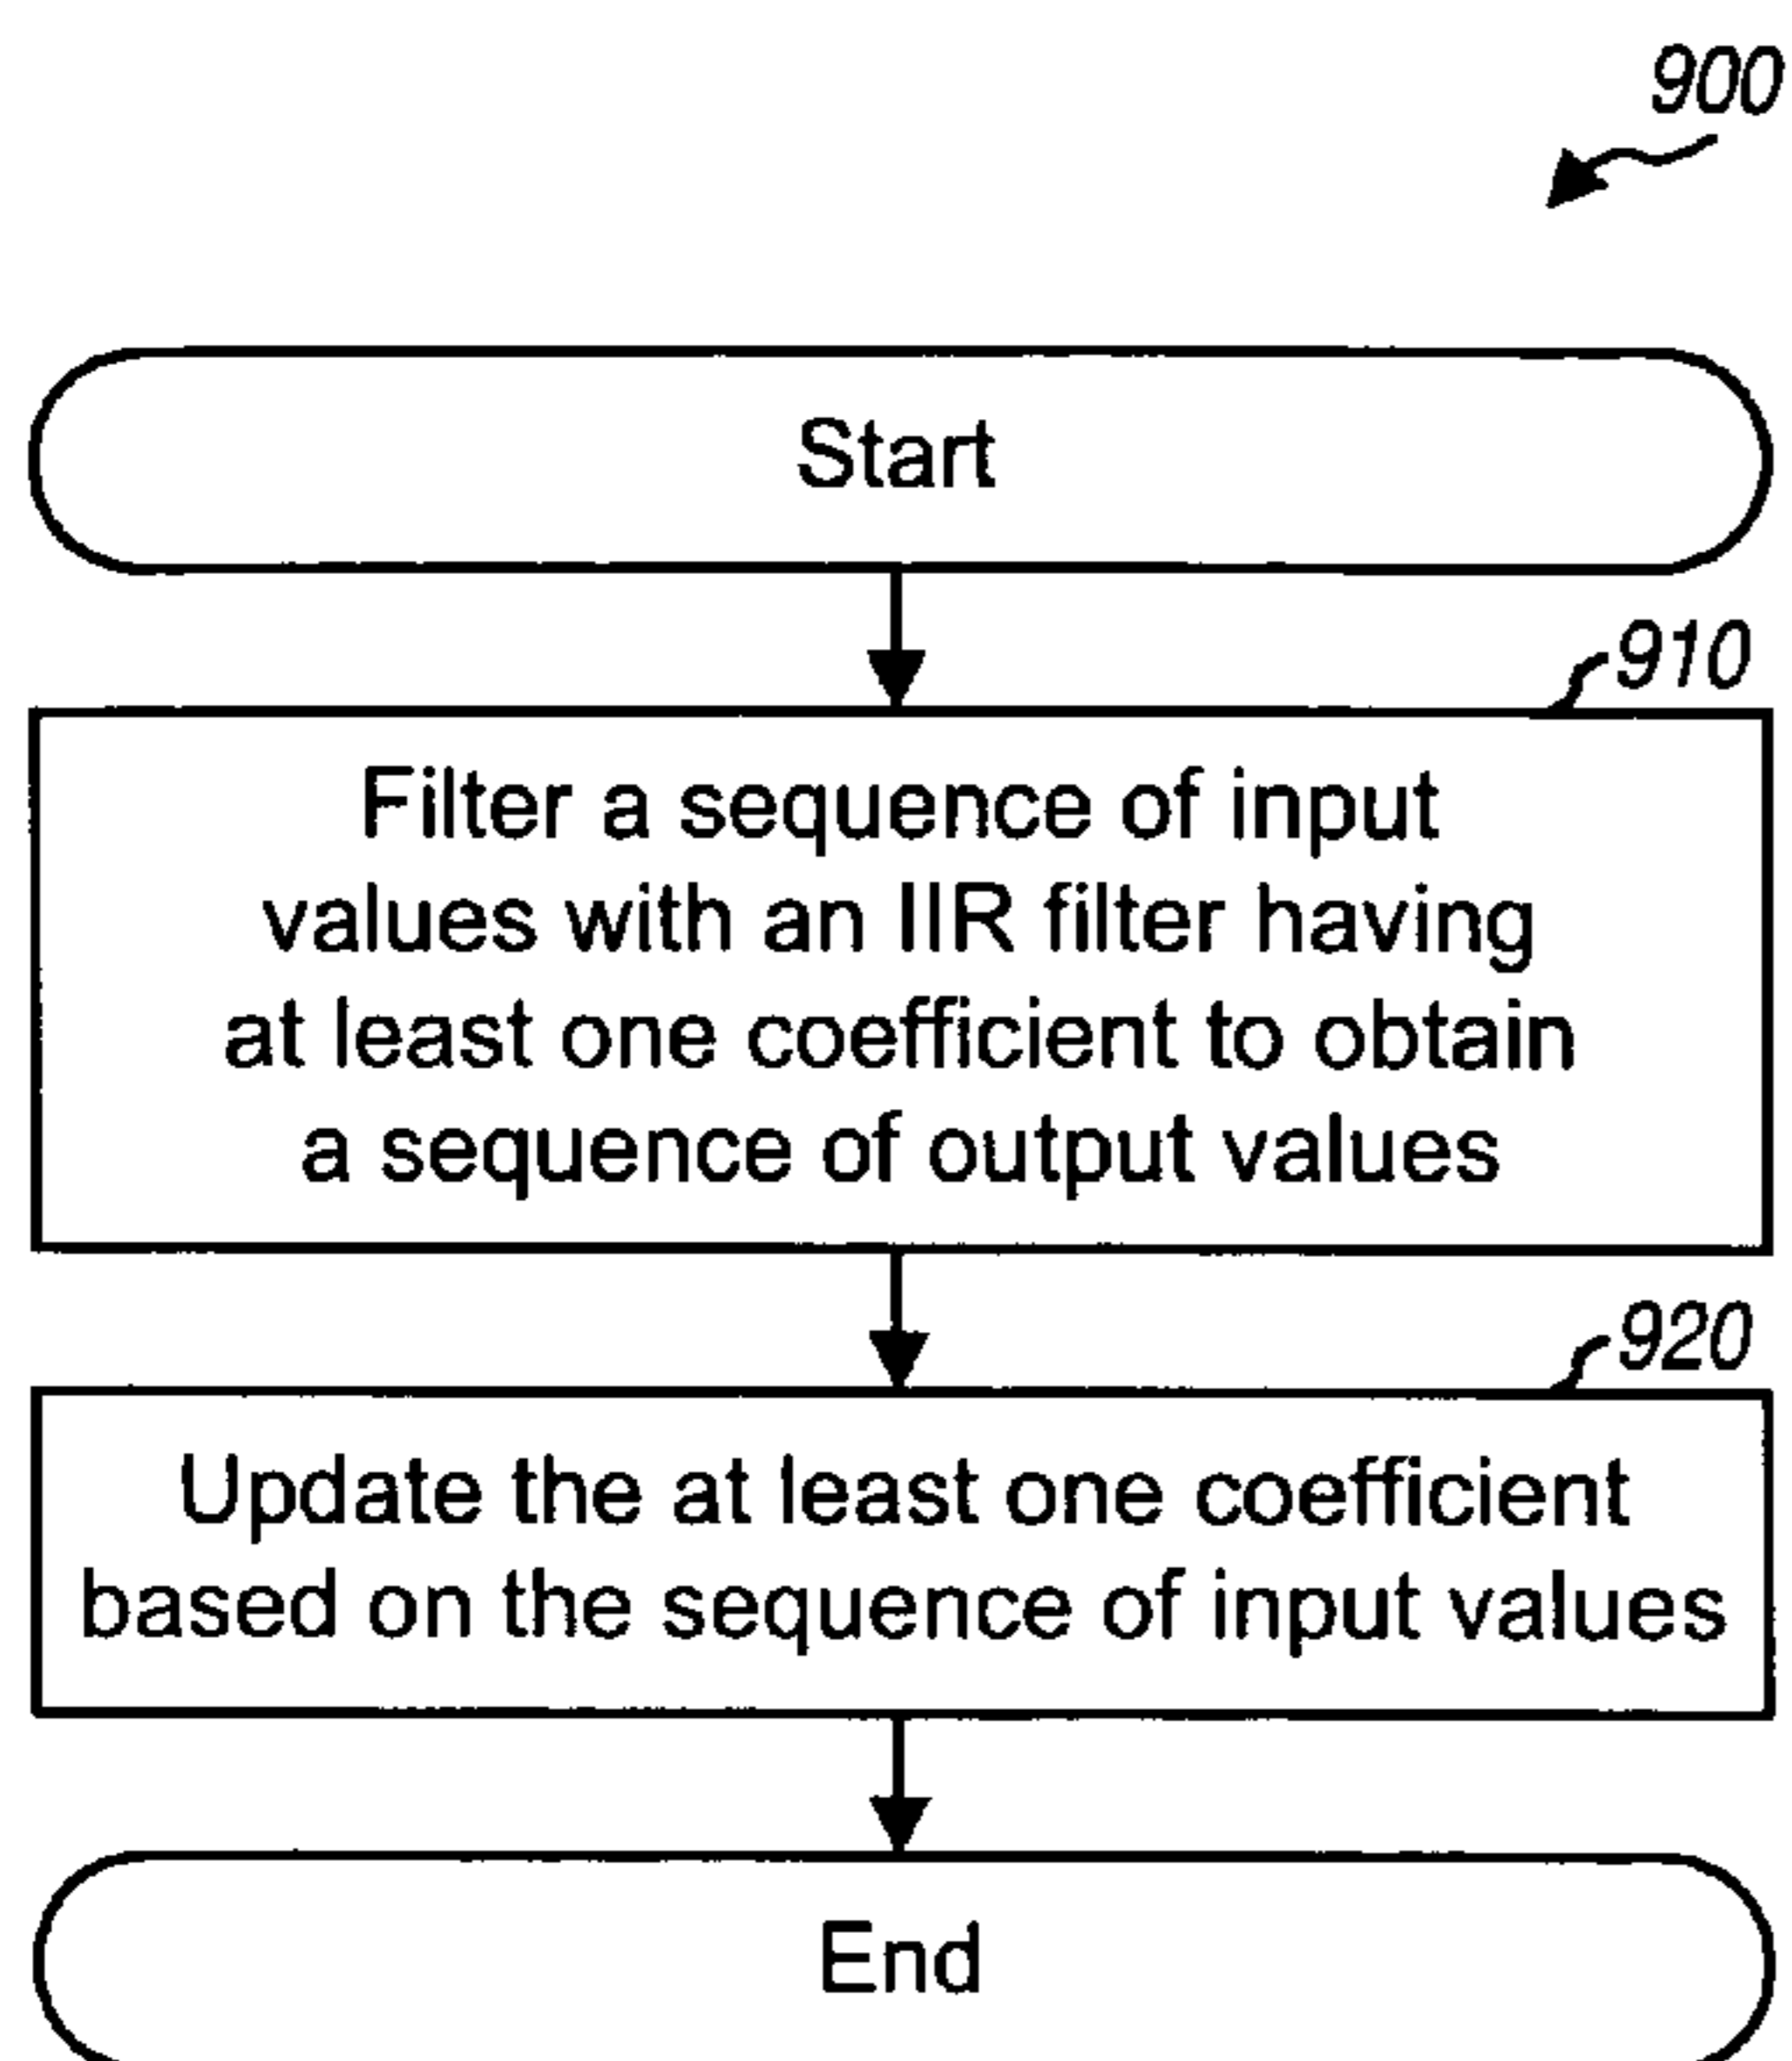 900
Start
910
Filter a sequence of input
values with an IIR filter having
at least one coefficient to obtain
a sequence of output values
920
Update the at least one coefficient
based on the sequence of input values
End